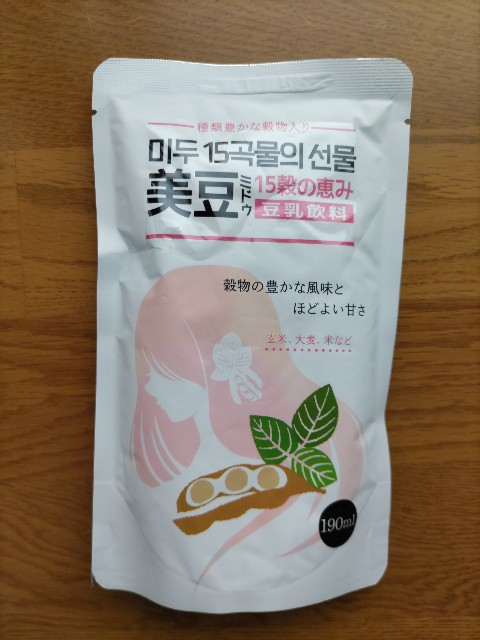 種類豊かな穀物入り
미두 15곡물의 선물
美豆 ミドウ 15穀の恵み
豆乳飲料
穀物の豊かな風味と
ほどよい甘さ
玄米、大麦、米など
190ml